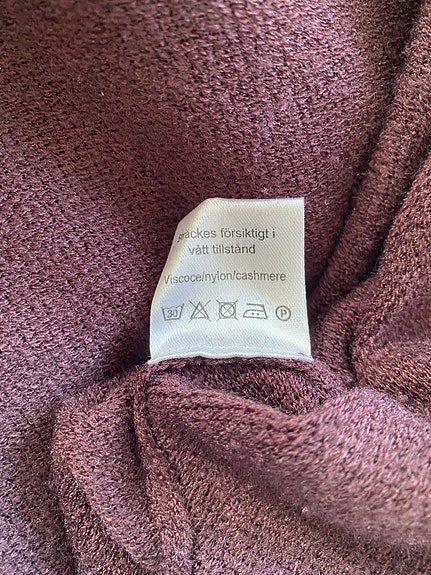 sträckes försiktigt i
vått tillstånd
Viscoce/nylon/cashmere
30 P